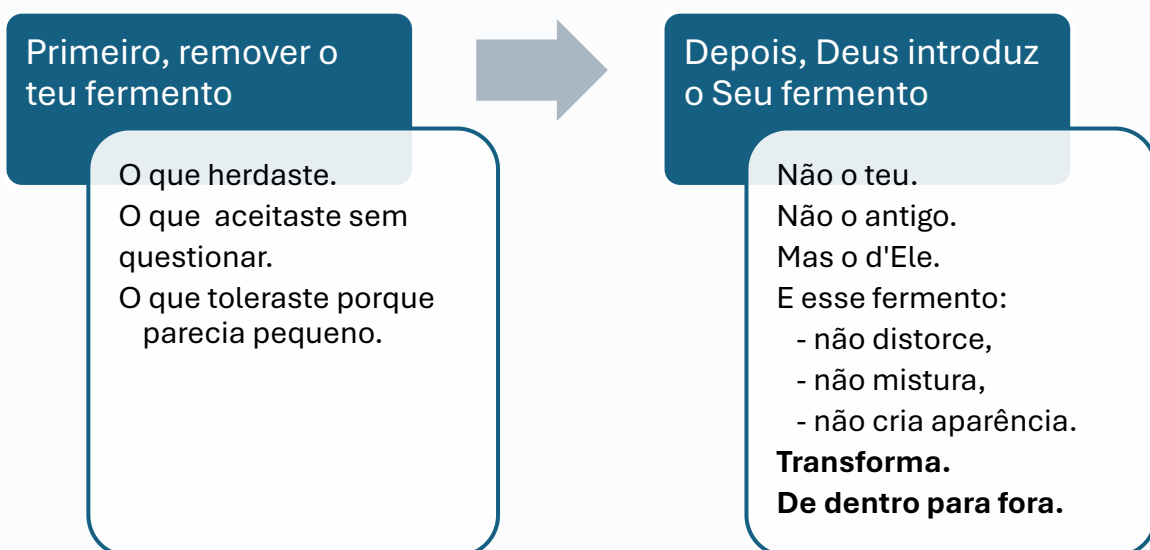 Primeiro, remover o
teu fermento
O que herdaste.
O que  aceitaste sem
questionar.
O que toleraste porque
parecia pequeno.
Depois, Deus introduz
o Seu fermento
Não o teu.
Não o antigo.
Mas o d'Ele.
E esse fermento:
- não distorce,
- não mistura,
- não cria aparência.
Transforma.
De dentro para fora.